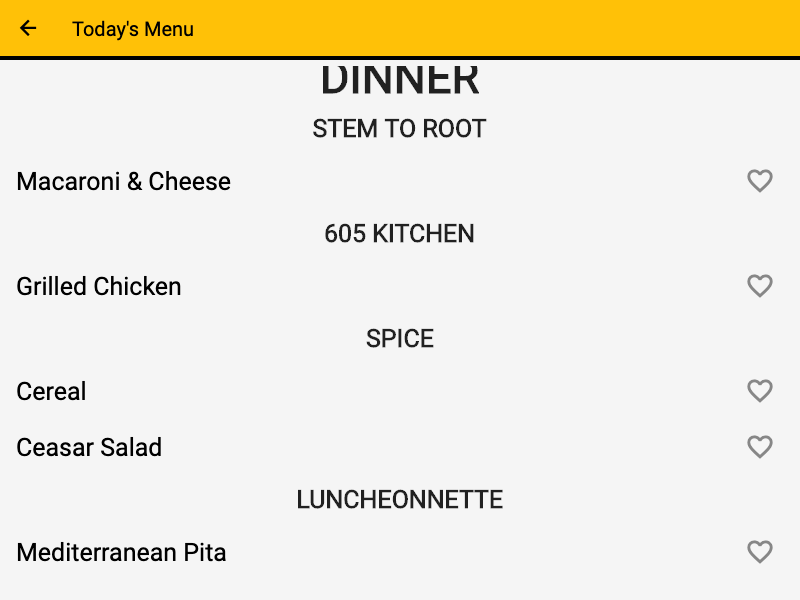 Today's Menu
DINNER
STEM TO ROOT
Macaroni & Cheese
605 KITCHEN
Grilled Chicken
SPICE
Cereal
Ceasar Salad
LUNCHEONNETTE
Mediterranean Pita